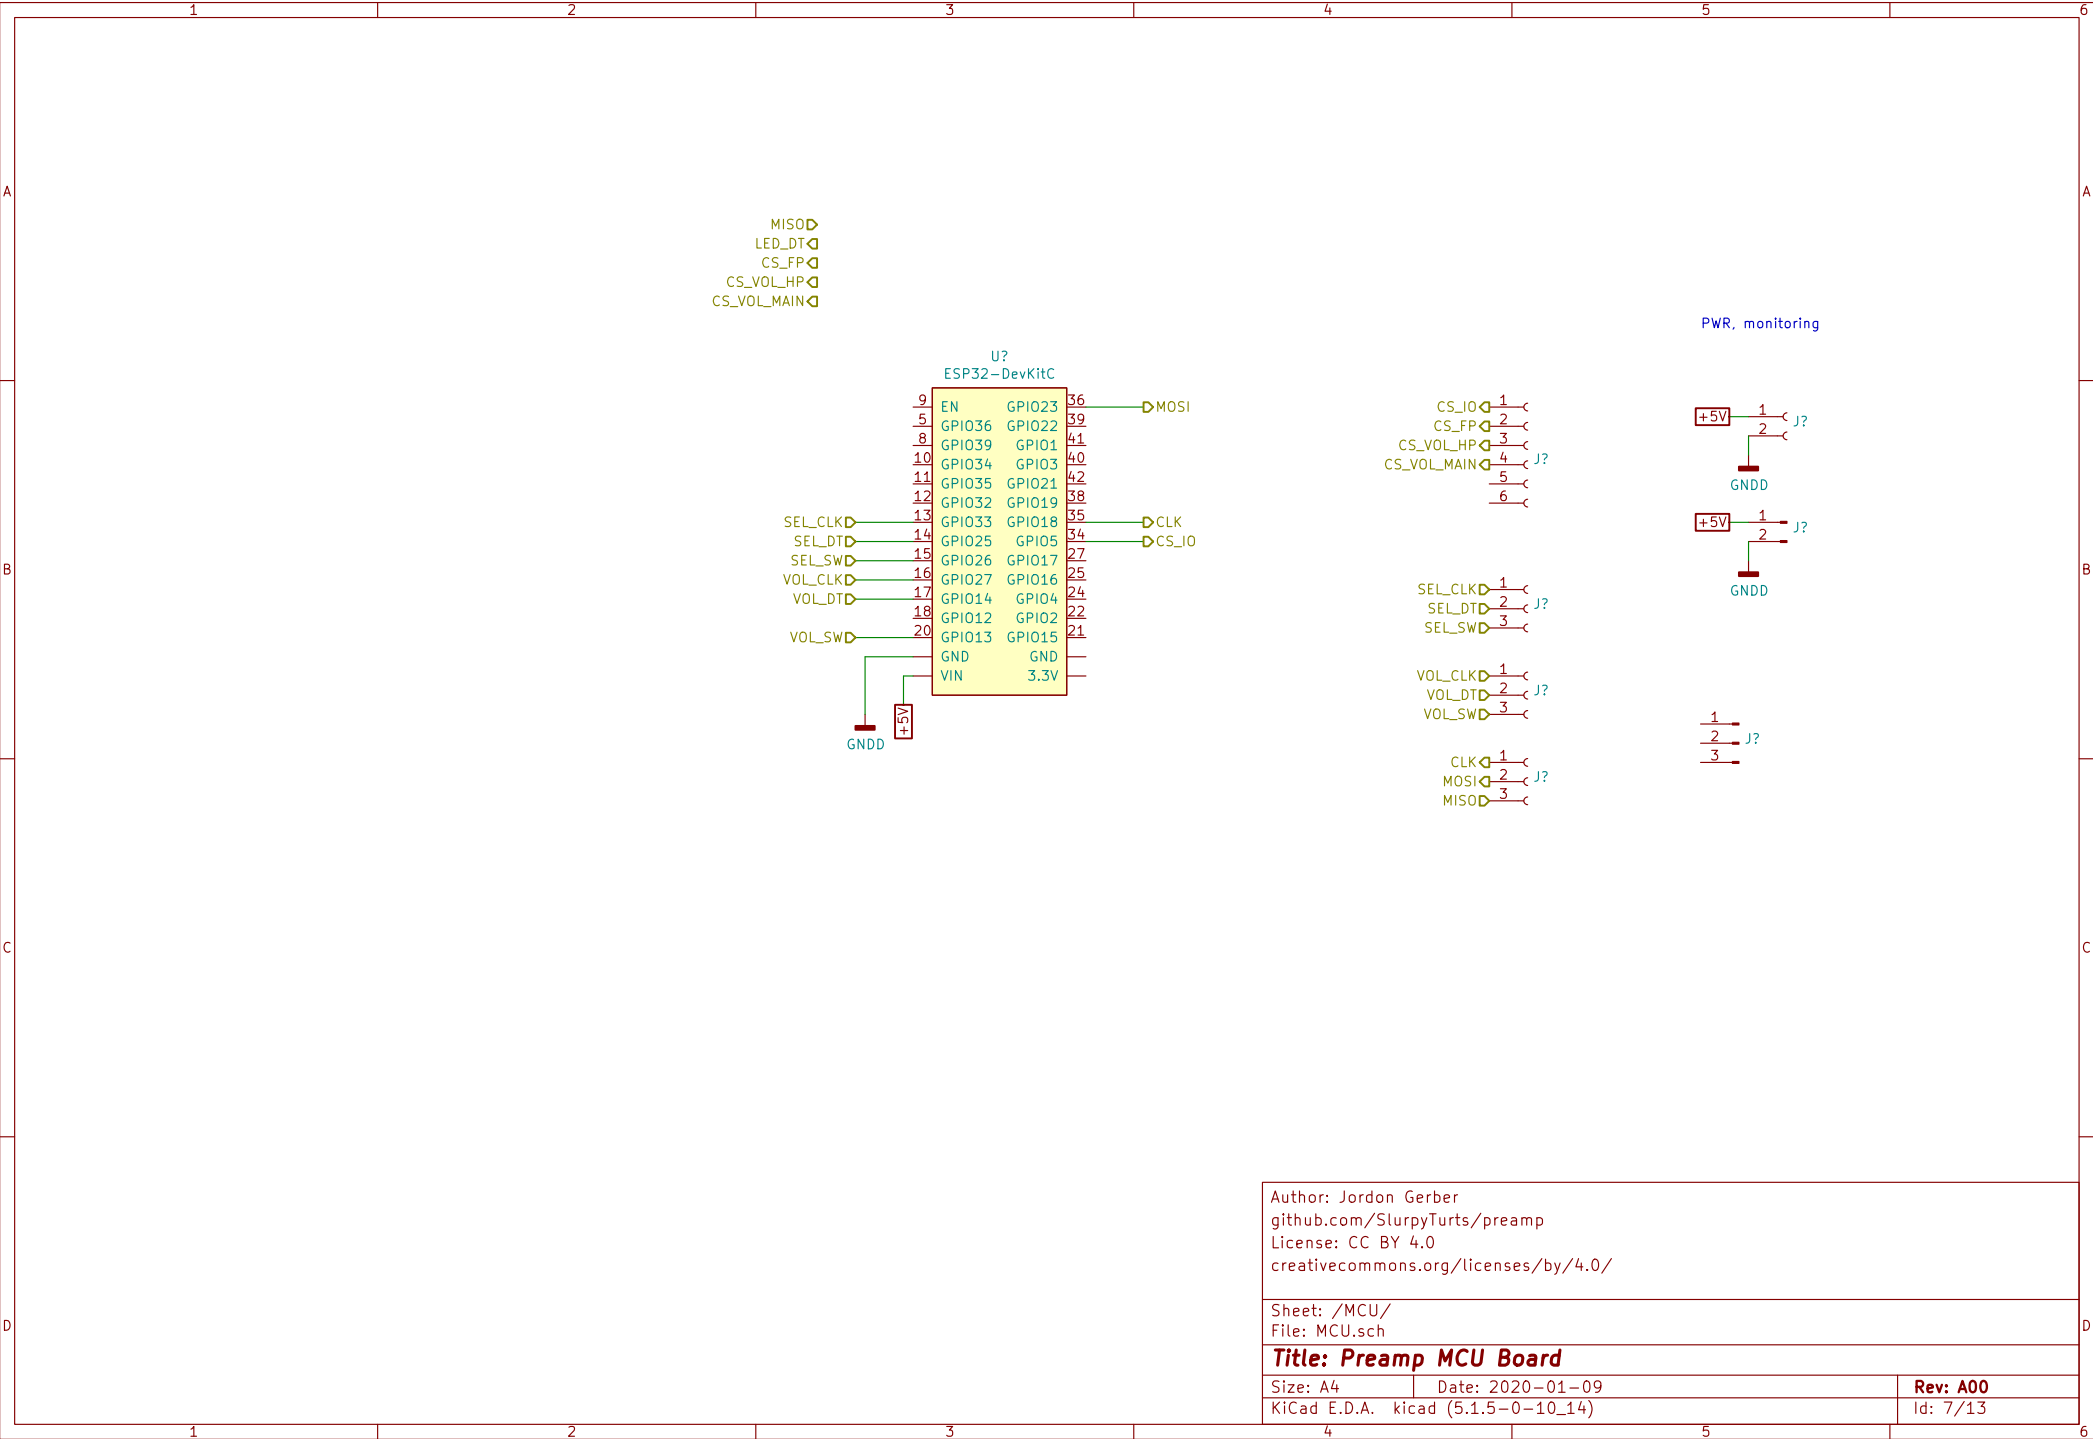 1 2 3 4 5 6
A A
MISO
LED_DT
CS_FP
CS_VOL_HP
CS_VOL_MAIN
PWR, monitoring
U?
ESP32-DevKitC
9 EN GPIO23 36 MOSI
5 GPIO36 GPIO22 39
8 GPIO39 GPIO1 41
10 GPIO34 GPIO3 40
11 GPIO35 GPIO21 42
12 GPIO32 GPIO19 38
SEL_CLK 13 GPIO33 GPIO18 35 CLK
SEL_DT 14 GPIO25 GPIO5 34 CS_IO
SEL_SW 15 GPIO26 GPIO17 27
VOL_CLK 16 GPIO27 GPIO16 25
VOL_DT 17 GPIO14 GPIO4 24
18 GPIO12 GPIO2 22
VOL_SW 20 GPIO13 GPIO15 21
GND GND
VIN 3.3V
GNDD
+5V
CS_IO 1
CS_FP 2
CS_VOL_HP 3
CS_VOL_MAIN 4
J?
5
6
+5V 1
2
J?
GNDD
+5V 1
2
J?
GNDD
B B
SEL_CLK 1
SEL_DT 2 J?
SEL_SW 3
VOL_CLK 1
VOL_DT 2 J?
VOL_SW 3
1
2 J?
3
CLK 1
MOSI 2 J?
MISO 3
C C
Author: Jordon Gerber
github.com/SlurpyTurts/preamp
License: CC BY 4.0
creativecommons.org/licenses/by/4.0/
Sheet: /MCU/
File: MCU.sch
D D
Title: Preamp MCU Board
Size: A4 Date: 2020-01-09 Rev: A00
KiCad E.D.A. kicad (5.1.5-0-10_14) Id: 7/13
1 2 3 4 5 6